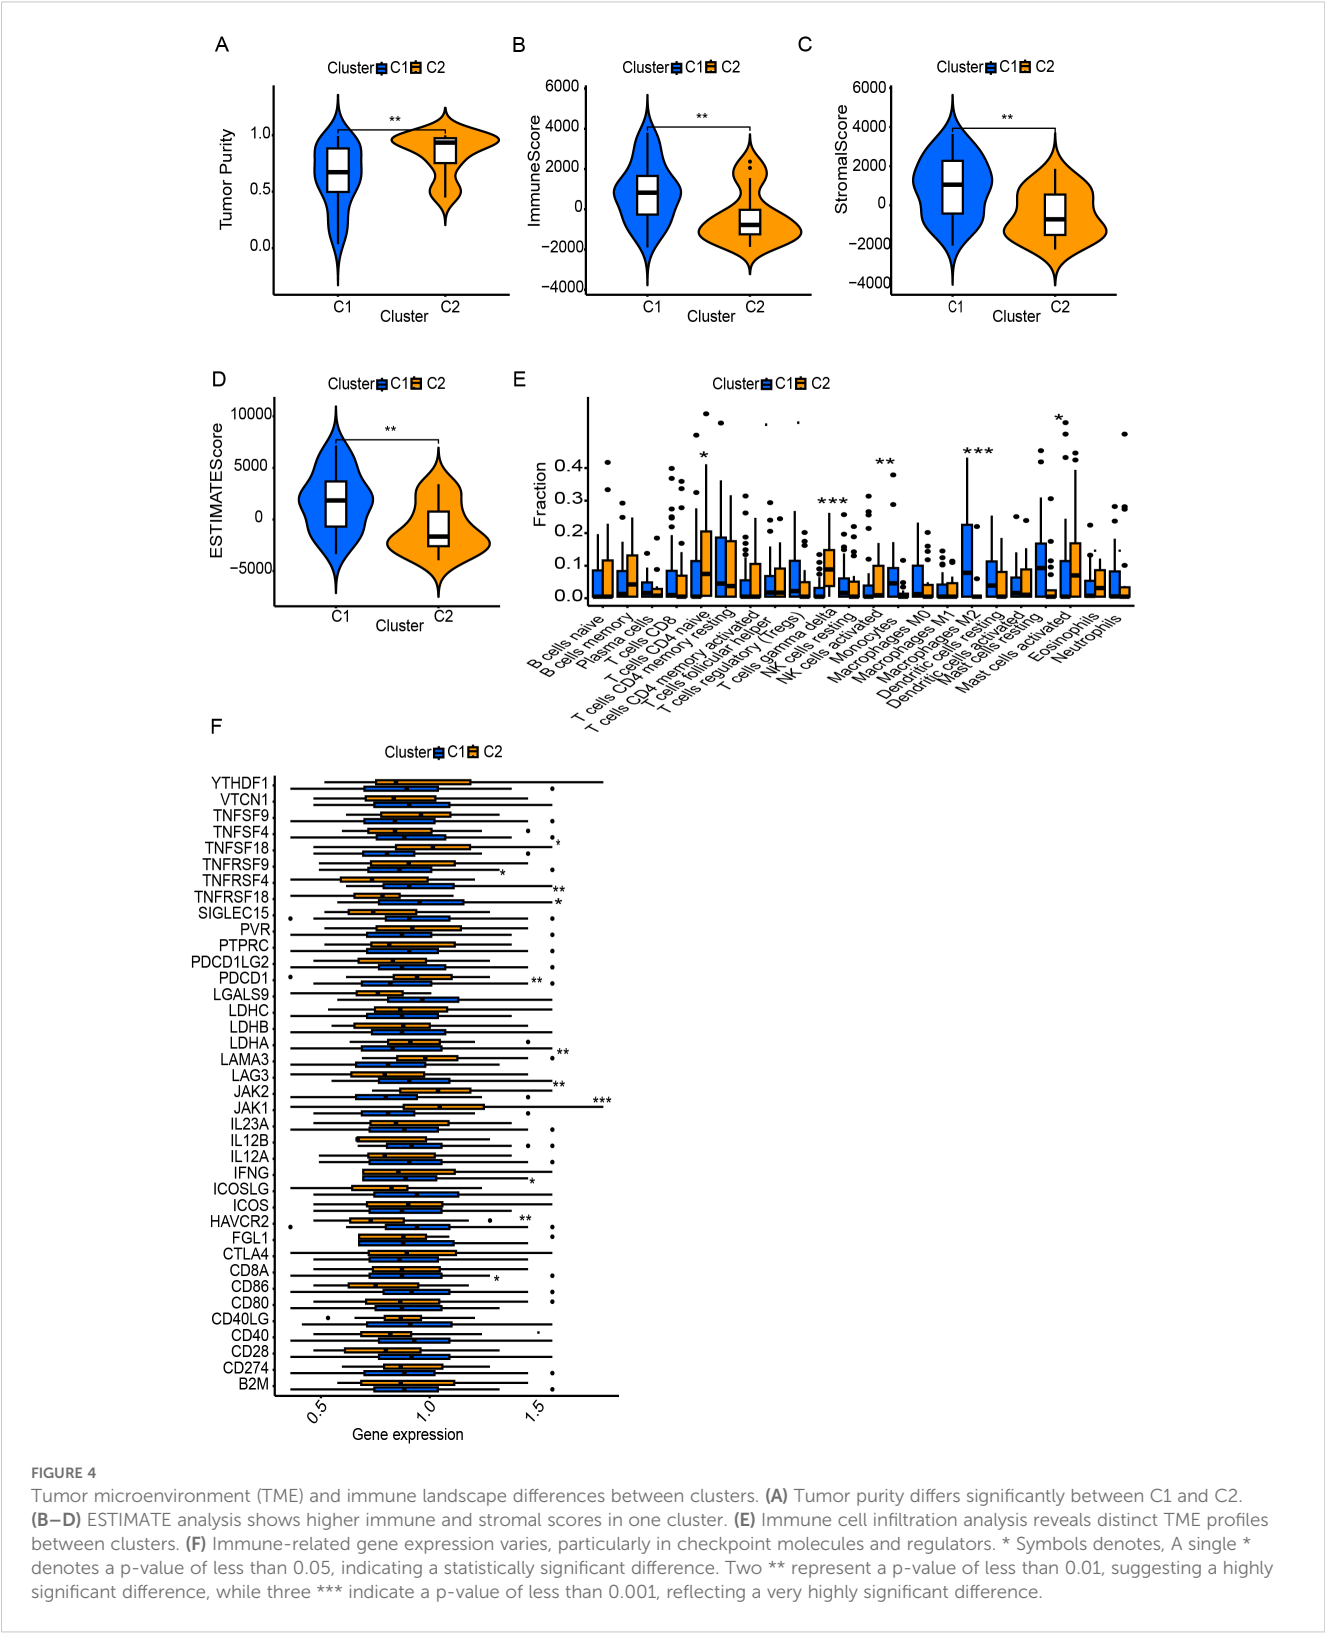 A
Cluster C1 C2
Tumor Purity
1.0
0.5
0.0
**
C1 C2
Cluster
B
Cluster C1 C2
ImmuneScore
6000
4000
2000
0
−2000
−4000
**
C1 C2
Cluster
C
Cluster C1 C2
StromalScore
6000
4000
2000
0
−2000
−4000
**
C1 C2
Cluster
D
Cluster C1 C2
ESTIMATEScore
10000
5000
0
−5000
**
C1 C2
Cluster
E
Cluster C1 C2
Fraction
0.4
0.3
0.2
0.1
0.0
*
***
**
***
*
B cells naive
B cells memory
Plasma cells
T cells CD8
T cells CD4 naive
T cells CD4 memory resting
T cells CD4 memory activated
T cells follicular helper
T cells regulatory (Tregs)
T cells gamma delta
NK cells resting
NK cells activated
Monocytes
Macrophages M0
Macrophages M1
Macrophages M2
Dendritic cells resting
Dendritic cells activated
Mast cells resting
Mast cells activated
Eosinophils
Neutrophils
F
Cluster C1 C2
YTHDF1
VTCN1
TNFSF9
TNFSF4
TNFSF18 *
TNFRSF9
TNFRSF4 *
TNFRSF18 **
SIGLEC15 *
PVR
PTPRC
PDCD1LG2
PDCD1 **
LGALS9
LDHC
LDHB
LDHA
LAMA3 **
LAG3
JAK2 **
JAK1 ***
IL23A
IL12B
IL12A
IFNG
ICOSLG *
ICOS
HAVCR2 **
FGL1
CTLA4
CD8A
CD86 *
CD80
CD40LG
CD40
CD28
CD274
B2M
0.5 1.0 1.5
Gene expression
FIGURE 4
Tumor microenvironment (TME) and immune landscape differences between clusters. (A) Tumor purity differs significantly between C1 and C2.
(B–D) ESTIMATE analysis shows higher immune and stromal scores in one cluster. (E) Immune cell infiltration analysis reveals distinct TME profiles
between clusters. (F) Immune-related gene expression varies, particularly in checkpoint molecules and regulators. * Symbols denotes, A single *
denotes a p-value of less than 0.05, indicating a statistically significant difference. Two ** represent a p-value of less than 0.01, suggesting a highly
significant difference, while three *** indicate a p-value of less than 0.001, reflecting a very highly significant difference.